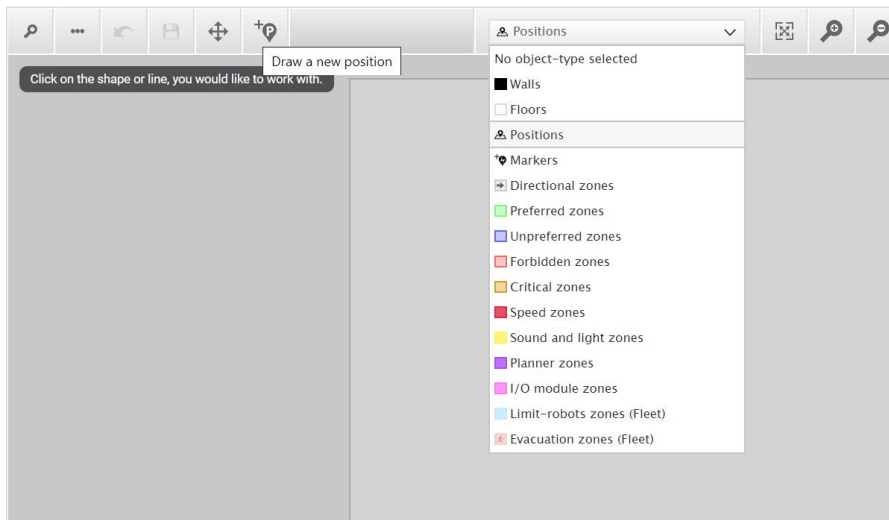 Positions
Draw a new position
Click on the shape or line, you would like to work with.
No object-type selected
Walls
Floors
Positions
Markers
Directional zones
Preferred zones
Unpreferred zones
Forbidden zones
Critical zones
Speed zones
Sound and light zones
Planner zones
I/O module zones
Limit-robots zones (Fleet)
Evacuation zones (Fleet)